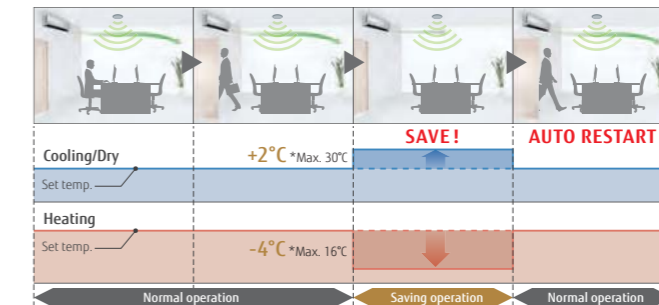 SAVE!
AUTO RESTART
Cooling/Dry
+2°C *Max. 30°C
Set temp.
Heating
Set temp.
-4°C *Max. 16°C
Normal operation
Saving operation
Normal operation